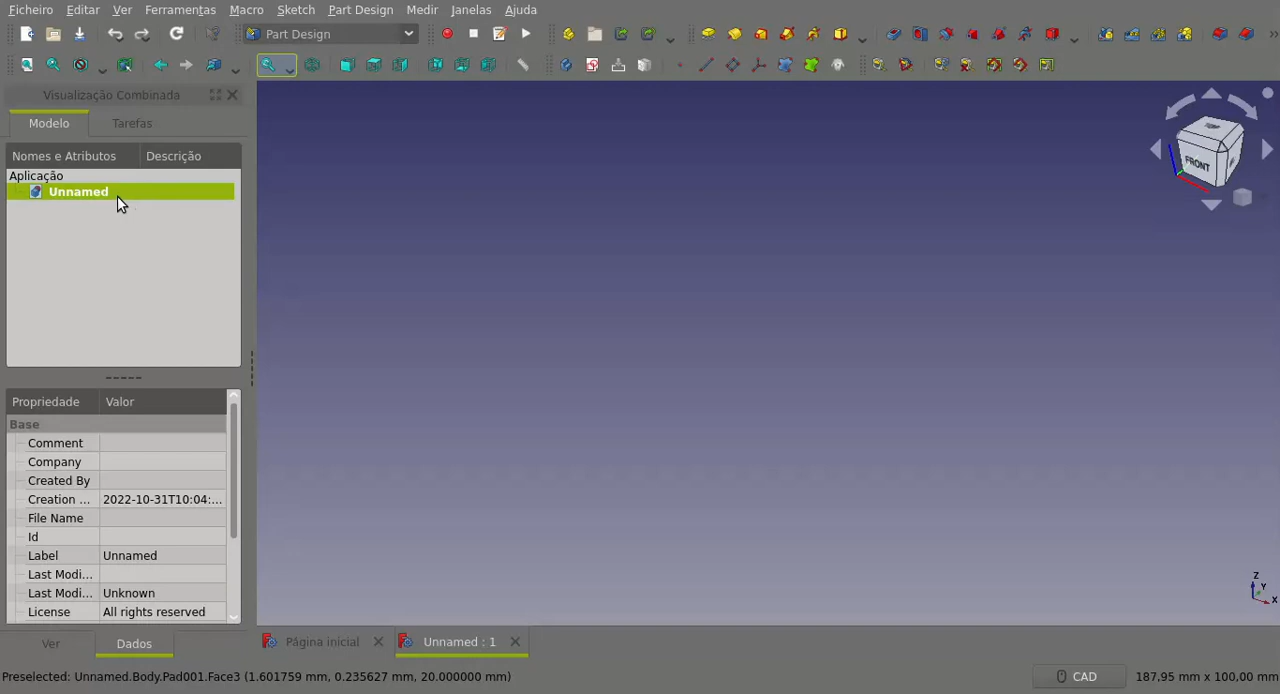 Ficheiro Editar Ver Ferramentas Macro Sketch Part Design Medir Janelas Ajuda
Part Design
Visualização Combinada
Modelo Tarefas
Nomes e Atributos Descrição
Aplicação
Unnamed
FRONT
Propriedade Valor
Base
Comment
Company
Created By
Creation ... 2022-10-31T10:04:...
File Name
Id
Label Unnamed
Last Modi...
Last Modi... Unknown
License All rights reserved
Z
Y
X
Ver Dados
Página inicial Unnamed : 1
Preselected: Unnamed.Body.Pad001.Face3 (1.601759 mm, 0.235627 mm, 20.000000 mm) CAD 187,95 mm x 100,00 mm